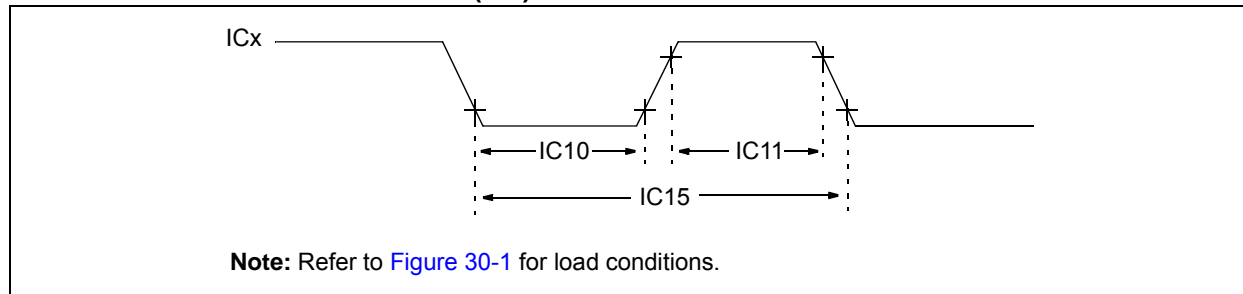 ICx
IC10
IC11
IC15
Note: Refer to Figure 30-1 for load conditions.